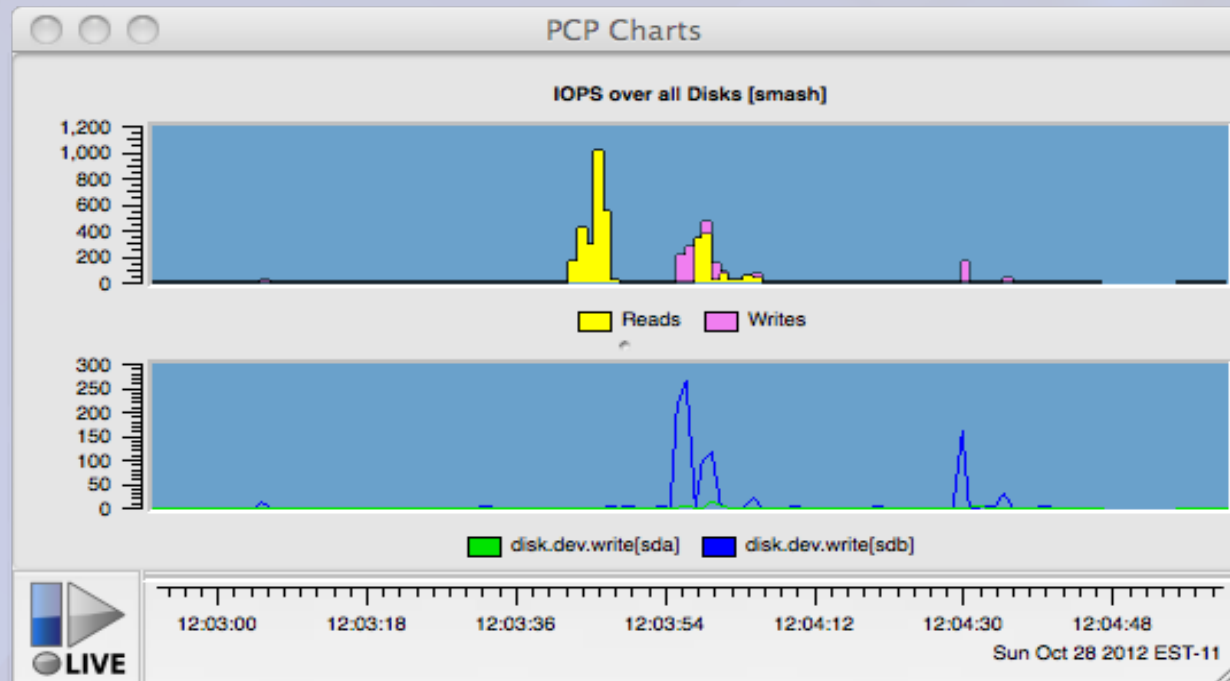 PCP Charts
IOPS over all Disks [smash]
1,200
1,000
800
600
400
200
0
Reads Writes
300
250
200
150
100
50
0
disk.dev.write[sda] disk.dev.write[sdb]
12:03:00 12:03:18 12:03:36 12:03:54 12:04:12 12:04:30 12:04:48
LIVE Sun Oct 28 2012 EST-11